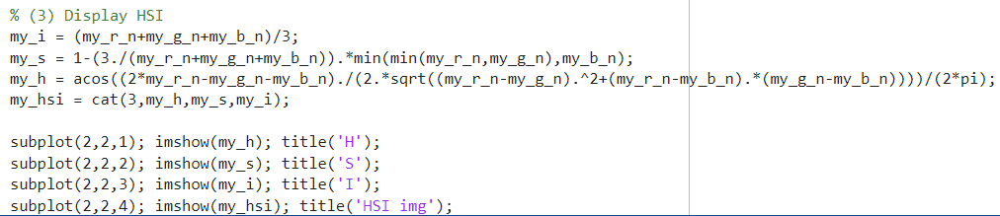 % (3) Display HSI
my_i = (my_r_n+my_g_n+my_b_n)/3;
my_s = 1-(3./(my_r_n+my_g_n+my_b_n)).*min(min(my_r_n,my_g_n),my_b_n);
my_h = acos((2*my_r_n-my_g_n-my_b_n)./(2.*sqrt((my_r_n-my_g_n).^2+(my_r_n-my_b_n).*(my_g_n-my_b_n))))/(2*pi);
my_hsi = cat(3,my_h,my_s,my_i);
subplot(2,2,1); imshow(my_h); title('H');
subplot(2,2,2); imshow(my_s); title('S');
subplot(2,2,3); imshow(my_i); title('I');
subplot(2,2,4); imshow(my_hsi); title('HSI img');